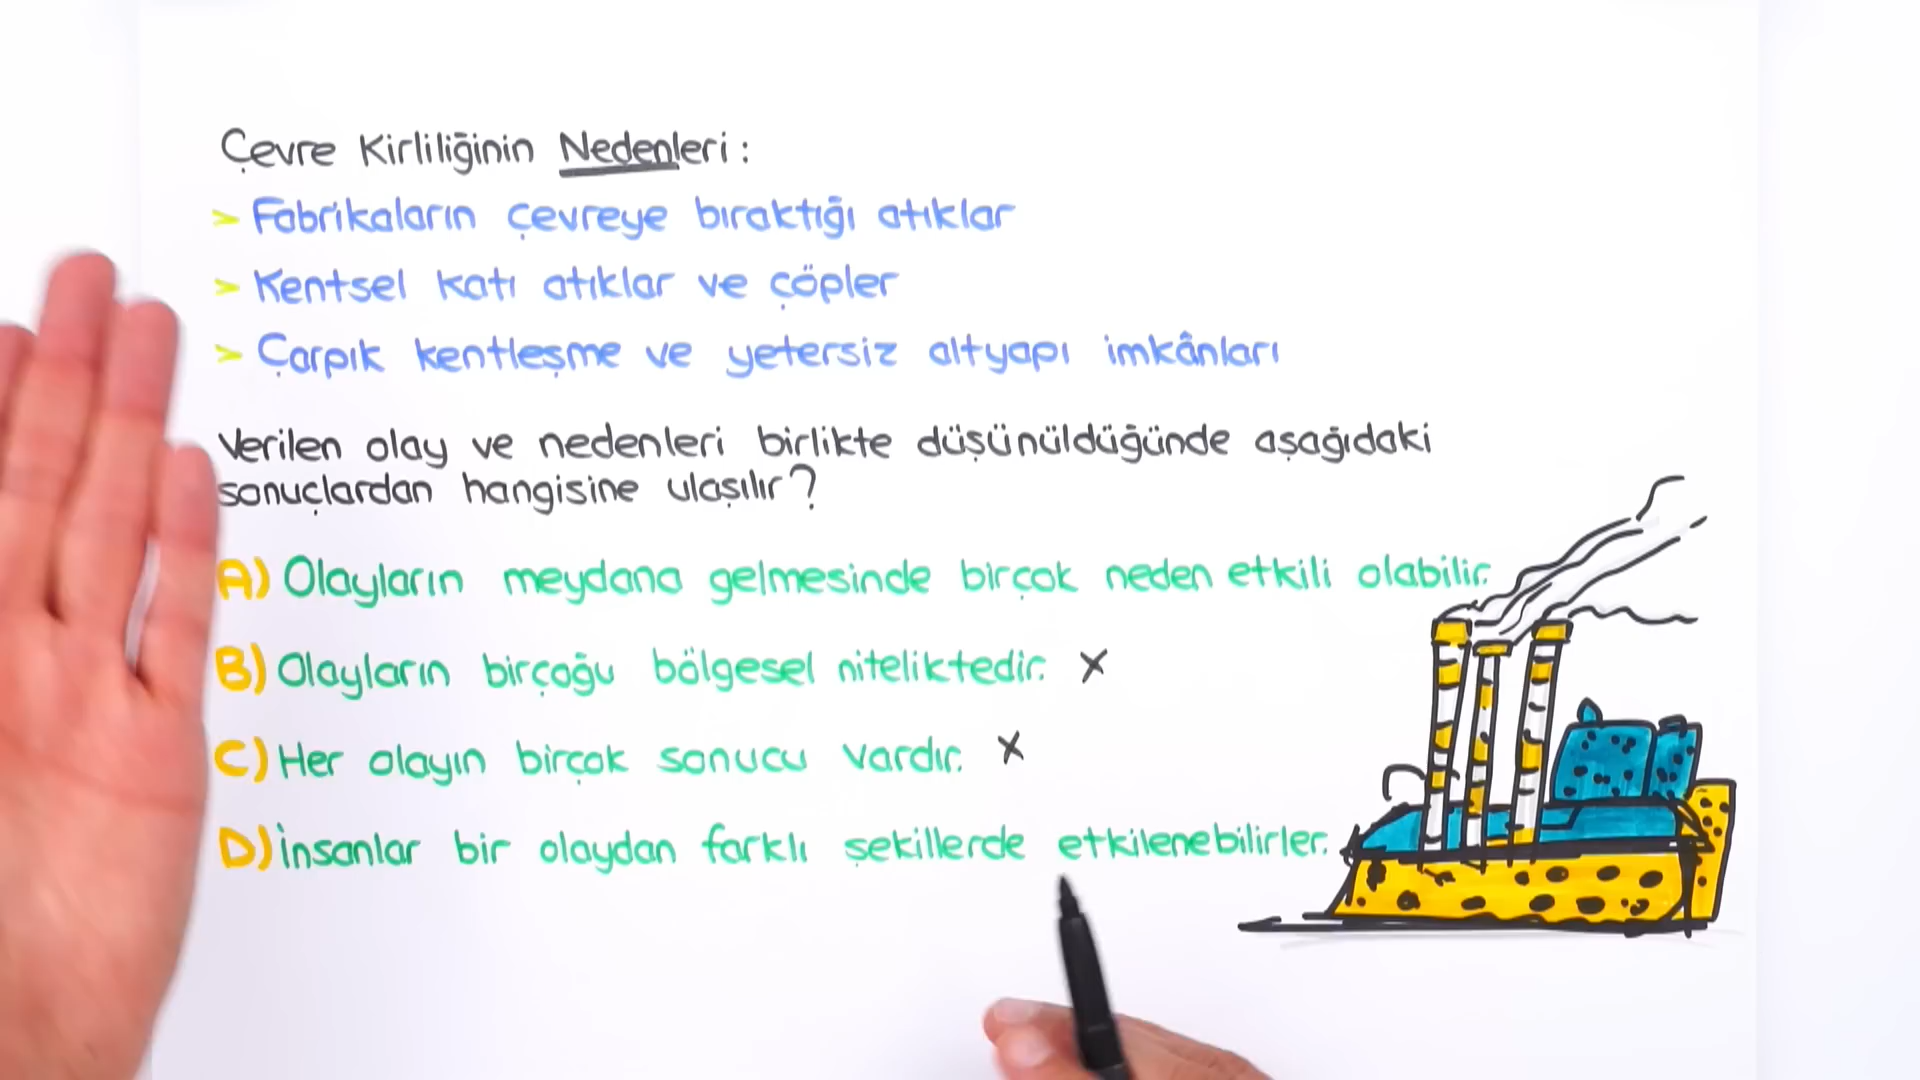 Çevre Kirliliğinin Nedenleri:
> Fabrikaların çevreye bıraktığı atıklar
> Kentsel katı atıklar ve çöpler
> Çarpık kentleşme ve yetersiz altyapı imkânları
Verilen olay ve nedenleri birlikte düşünüldüğünde aşağıdaki
sonuçlardan hangisine ulaşılır?
A) Olayların meydana gelmesinde birçok neden etkili olabilir.
B) Olayların birçoğu bölgesel niteliktedir. X
C) Her olayın birçok sonucu vardır. X
D) İnsanlar bir olaydan farklı şekillerde etkilenebilirler.